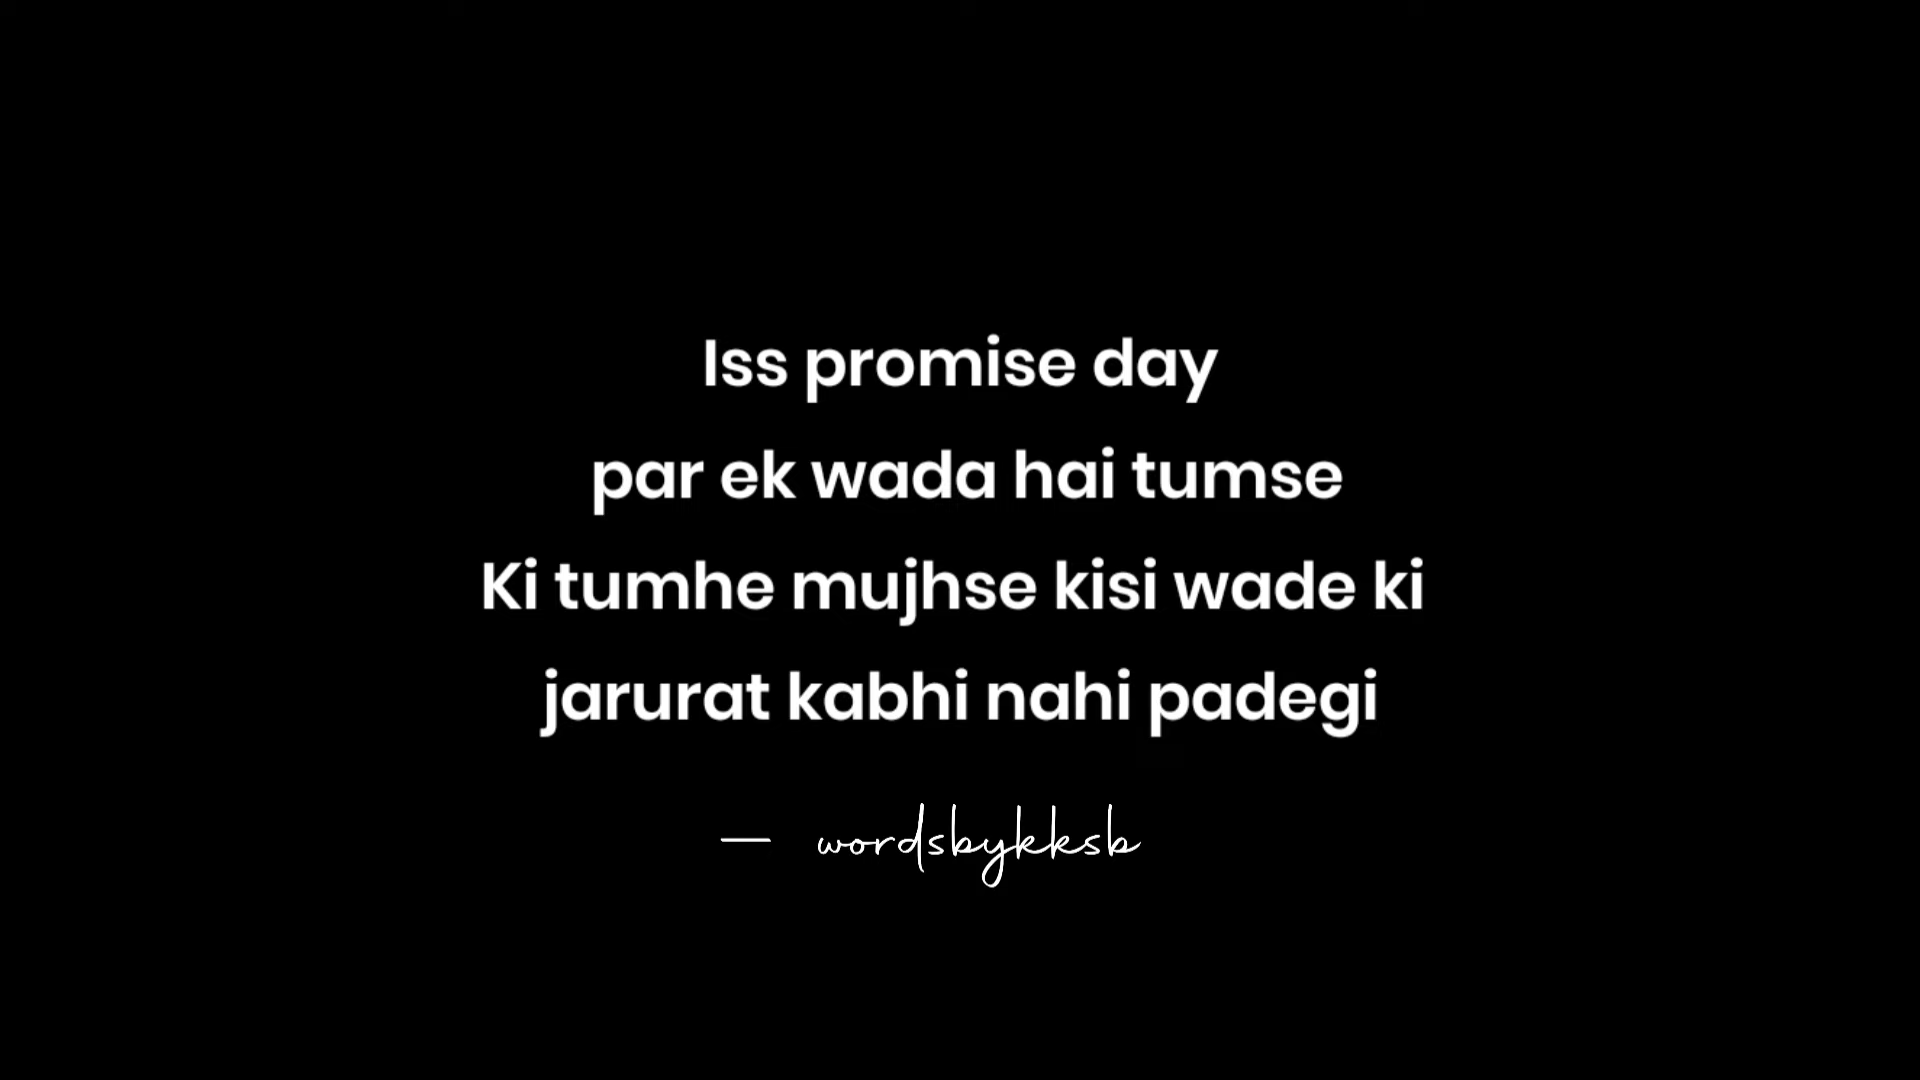 Iss promise day
par ek wada hai tumse
Ki tumhe mujhse kisi wade ki
jarurat kabhi nahi padegi
— wordsbykksb